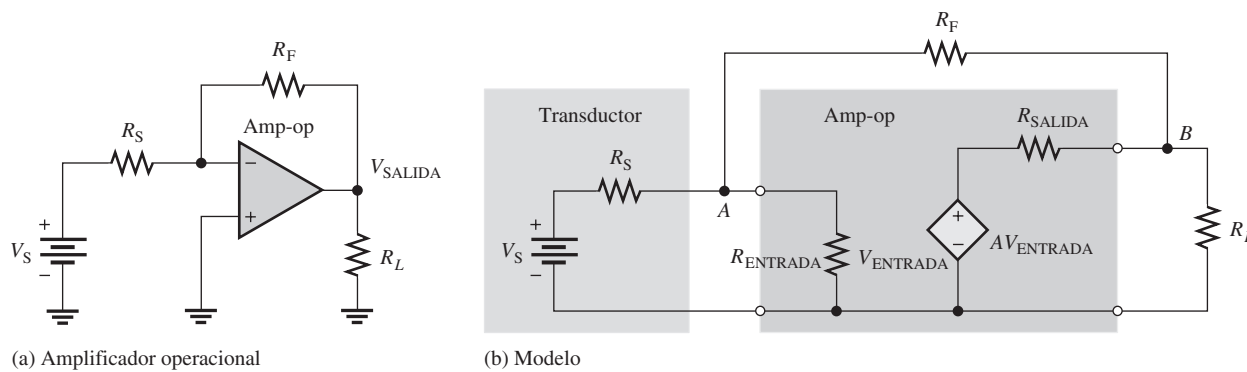 R_F
Amp-op
R_S
−
+
V_SALIDA
+
V_S
−
R_L
(a) Amplificador operacional
R_F
Transductor
Amp-op
R_SALIDA
R_S
A
B
+
V_S
−
R_ENTRADA
V_ENTRADA
+
−
AV_ENTRADA
(b) Modelo